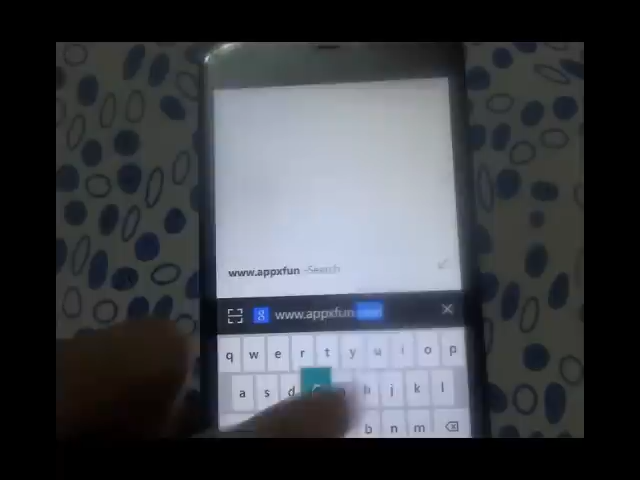 www.appxfun - Search
g www.appxfun
q w e r t y u i o p
a s d j k l
b n m